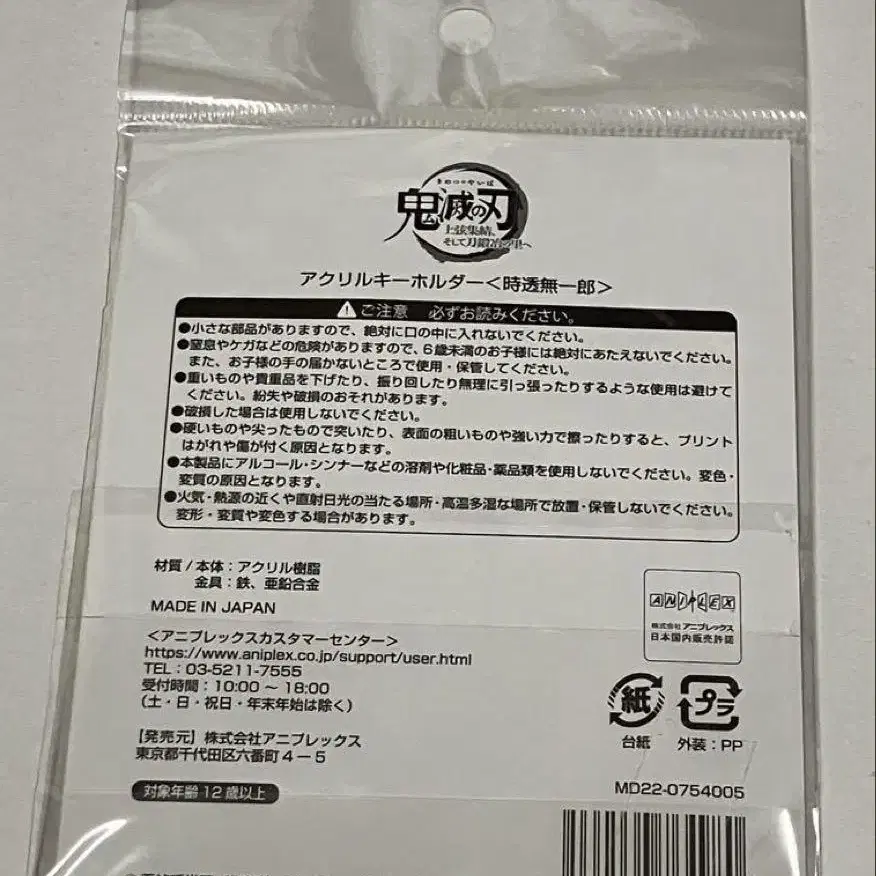 きめつのやいば
鬼滅の刃
上弦集結、
そして刀鍛冶の里へ
アクリルキーホルダー＜時透無一郎＞
ご注意 必ずお読みください。
●小さな部品がありますので、絶対に口の中に入れないでください。
●窒息やケガなどの危険がありますので、6歳未満のお子様には絶対にあたえないでください。
また、お子様の手の届かないところで使用・保管してください。
●重いものや貴重品を下げたり、振り回したり無理に引っ張ったりするような使用は避けて
ください。紛失や破損のおそれがあります。
●破損した場合は使用しないでください。
●硬いものや尖ったもので突いたり、表面の粗いものや強い力で擦ったりすると、プリント
はがれや傷が付く原因となります。
●本製品にアルコール・シンナーなどの溶剤や化粧品・薬品類を使用しないでください。変色・
変質の原因となります。
●火気・熱源の近くや直射日光の当たる場所・高温多湿な場所で放置・保管しないでください。
変形・変質や変色する場合があります。
材質/本体：アクリル樹脂
金具：鉄、亜鉛合金
MADE IN JAPAN
＜アニプレックスカスタマーセンター＞
https://www.aniplex.co.jp/support/user.html
TEL：03-5211-7555
受付時間：10:00～18:00
（土・日・祝日・年末年始は除く）
【発売元】株式会社アニプレックス
東京都千代田区六番町4－5
対象年齢12歳以上
ANIPLEX
株式会社アニプレックス
日本国内販売許諾
紙 プラ
台紙 外装：PP
MD22-0754005